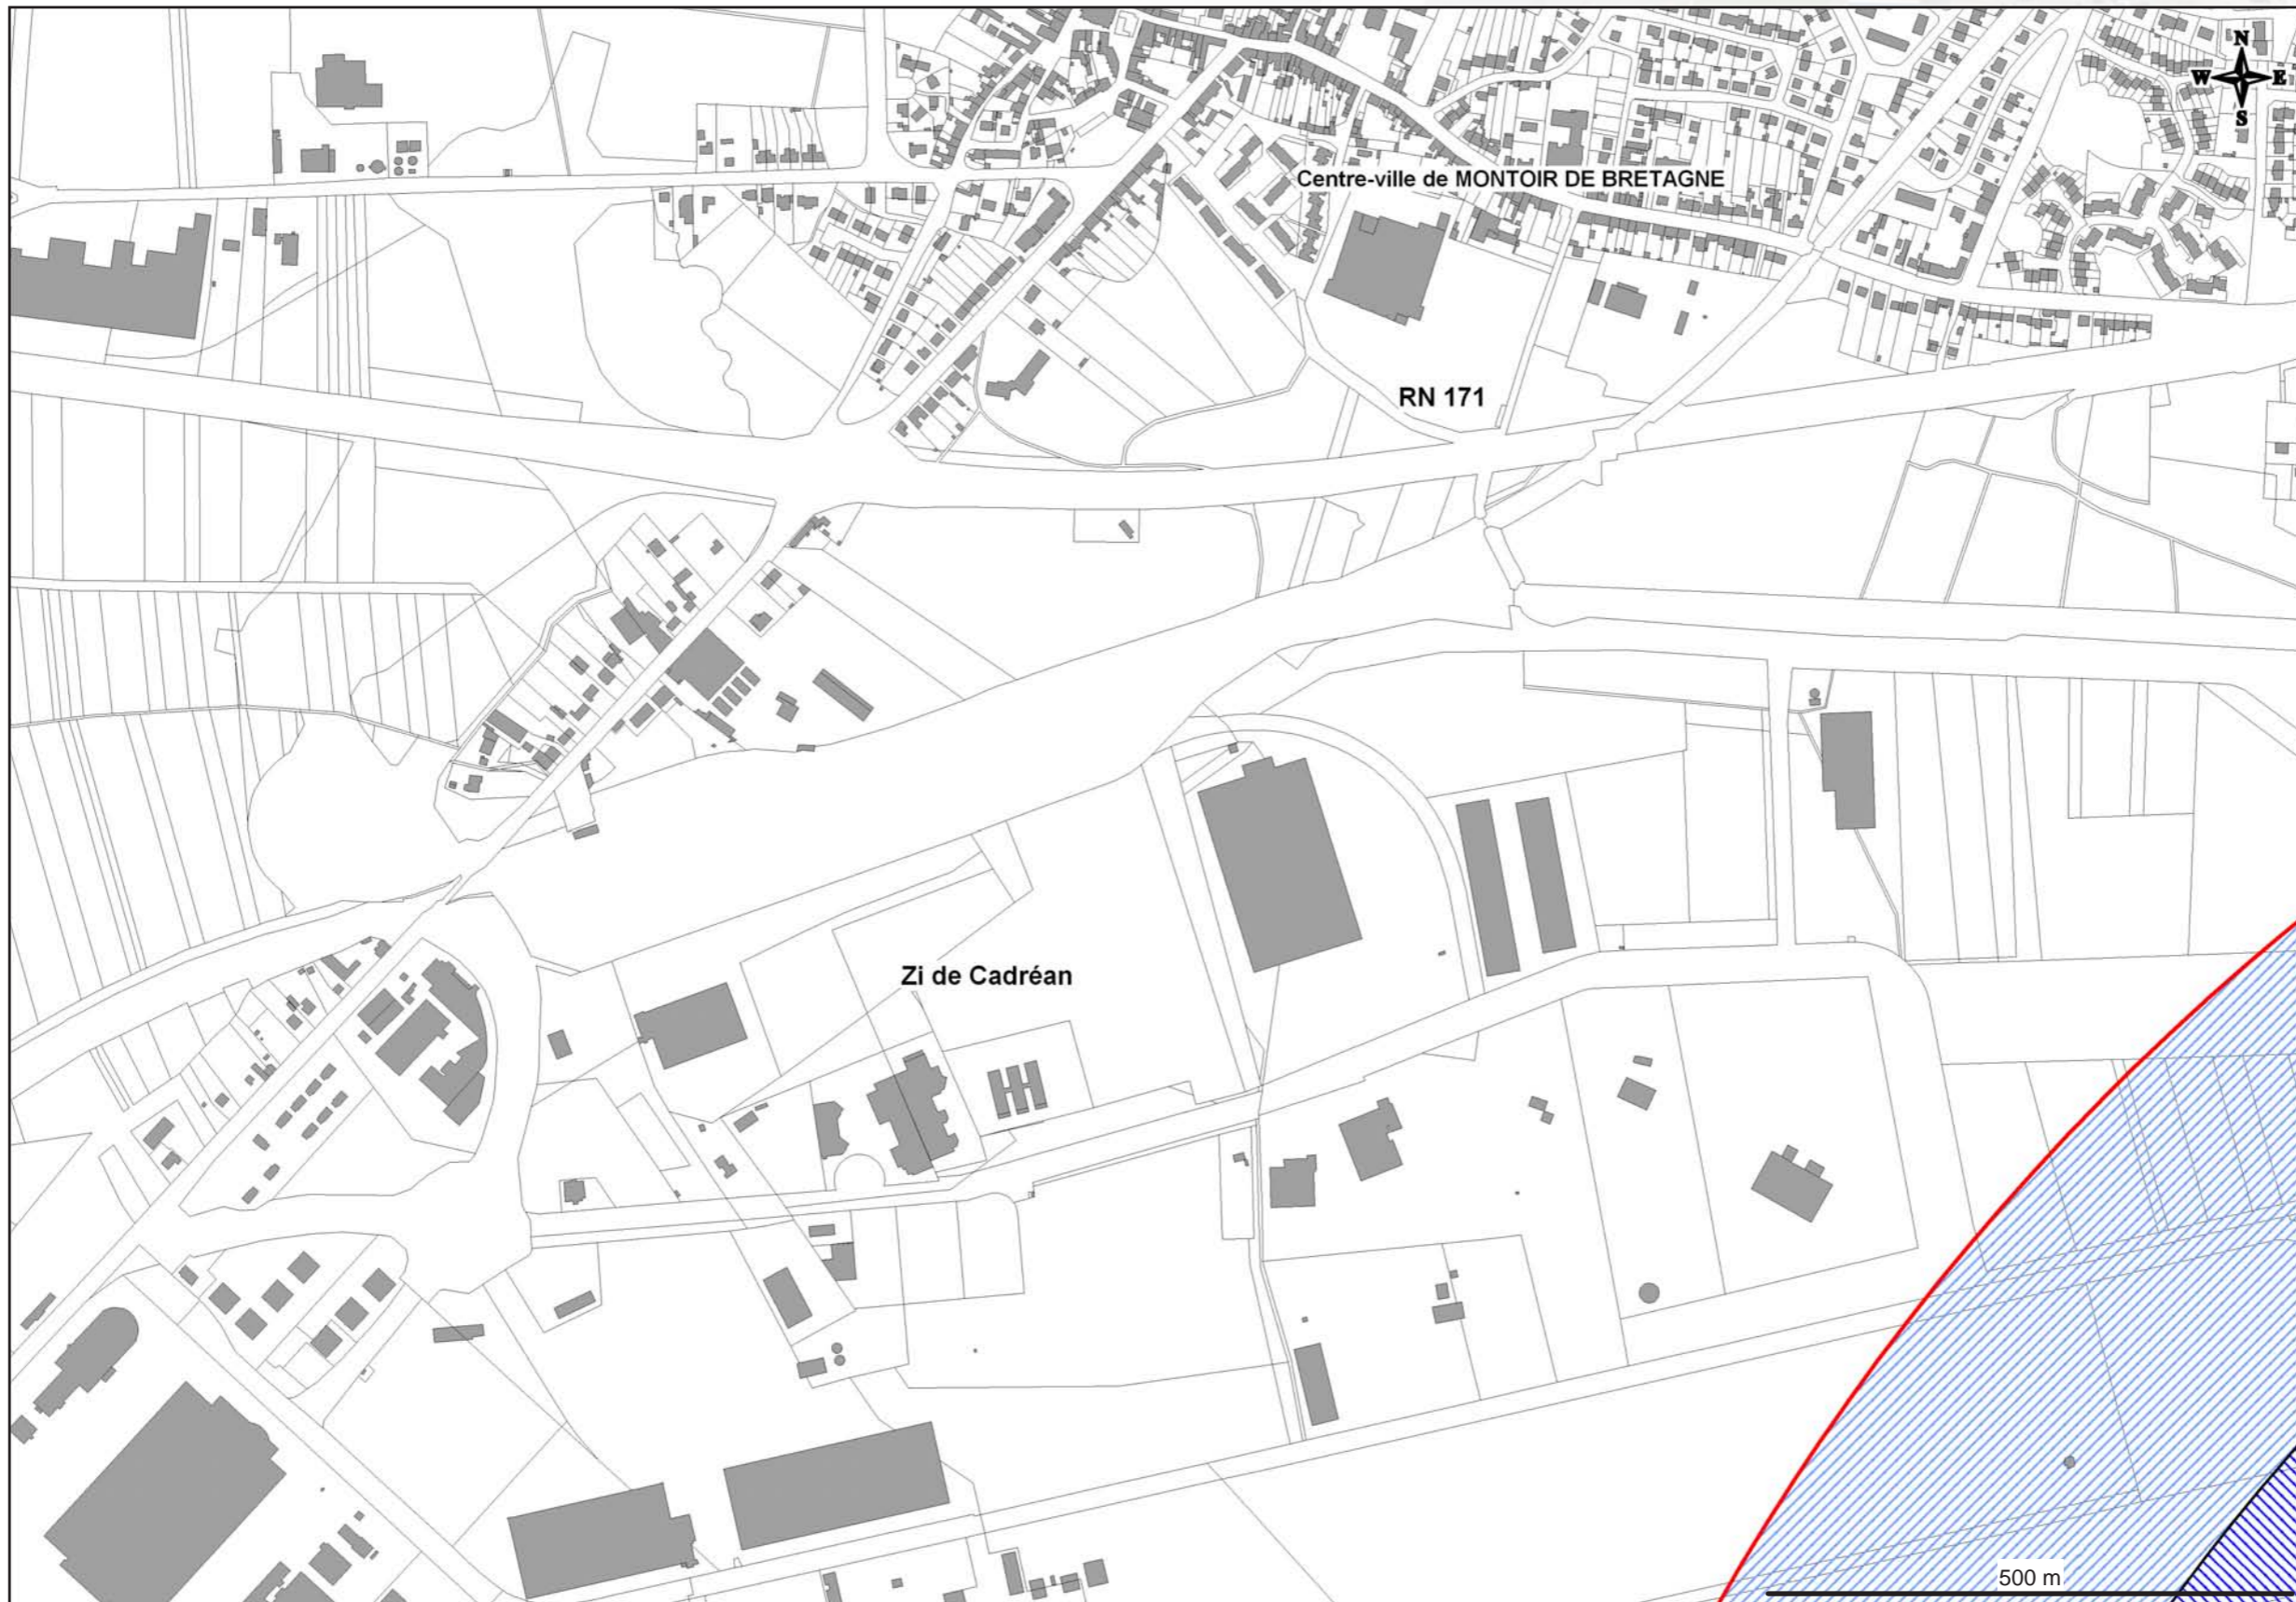 N
W E
S
Centre-ville de MONTOIR DE BRETAGNE
RN 171
Zi de Cadréan
500 m